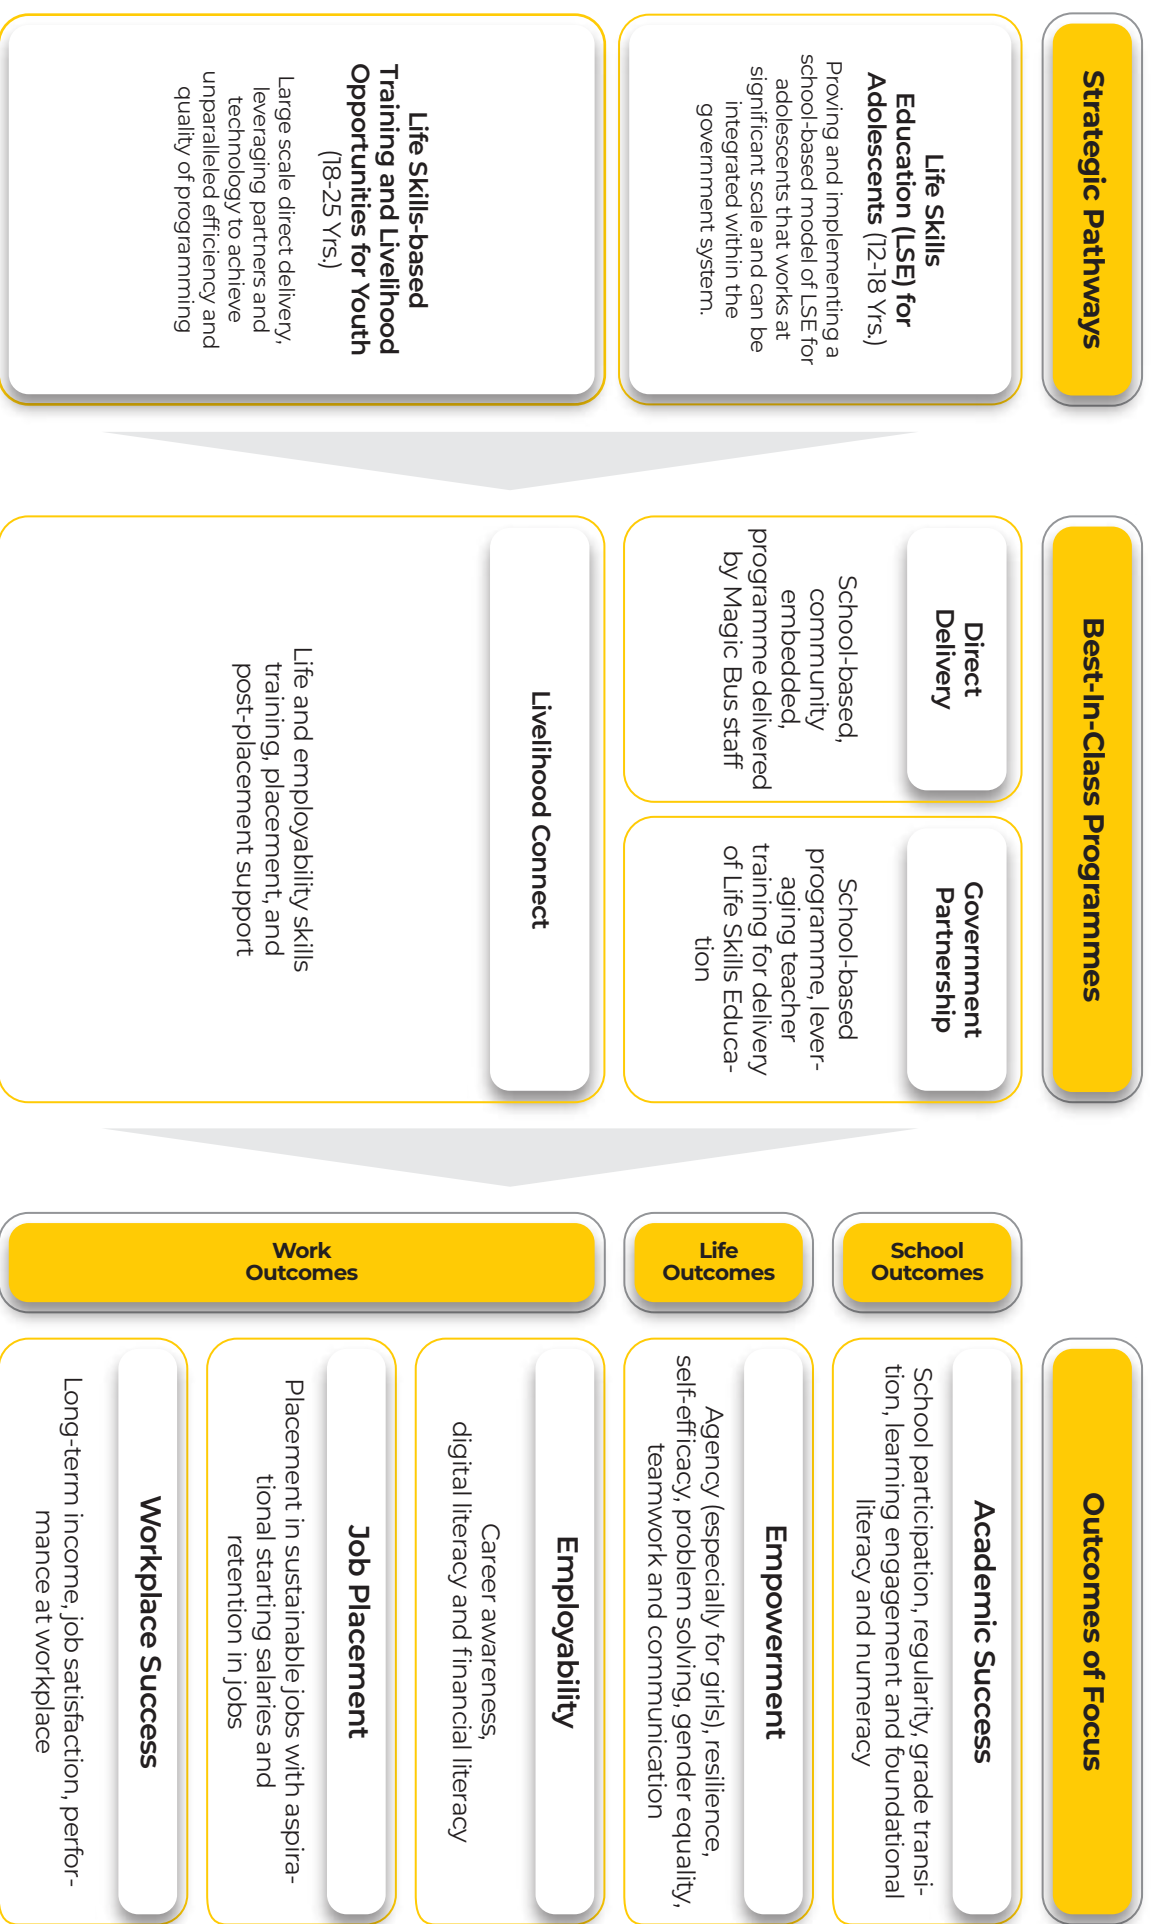 Strategic Pathways
Life Skills
Education (LSE) for
Adolescents (12-18 Yrs.)
Proving and implementing a
school-based model of LSE for
adolescents that works at
significant scale and can be
integrated within the
government system.
Life Skills-based
Training and Livelihood
Opportunities for Youth
(18-25 Yrs.)
Large scale direct delivery,
leveraging partners and
technology to achieve
unparalleled efficiency and
quality of programming
Best-In-Class Programmes
Direct
Delivery
School-based,
community
embedded,
programme delivered
by Magic Bus staff
Government
Partnership
School-based
programme, lever-
aging teacher
training for delivery
of Life Skills Educa-
tion
Livelihood Connect
Life and employability skills
training, placement, and
post-placement support
Outcomes of Focus
School
Outcomes
Academic Success
School participation, regularity, grade transi-
tion, learning engagement and foundational
literacy and numeracy
Life
Outcomes
Empowerment
Agency (especially for girls), resilience,
self-efficacy, problem solving, gender equality,
teamwork and communication
Work
Outcomes
Employability
Career awareness,
digital literacy and financial literacy
Job Placement
Placement in sustainable jobs with aspira-
tional starting salaries and
retention in jobs
Workplace Success
Long-term income, job satisfaction, perfor-
mance at workplace